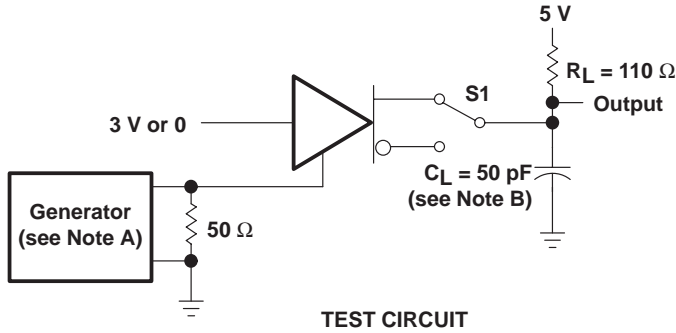 5 V
R_L = 110 Ω
S1
Output
3 V or 0
C_L = 50 pF
(see Note B)
Generator
(see Note A)
50 Ω
TEST CIRCUIT